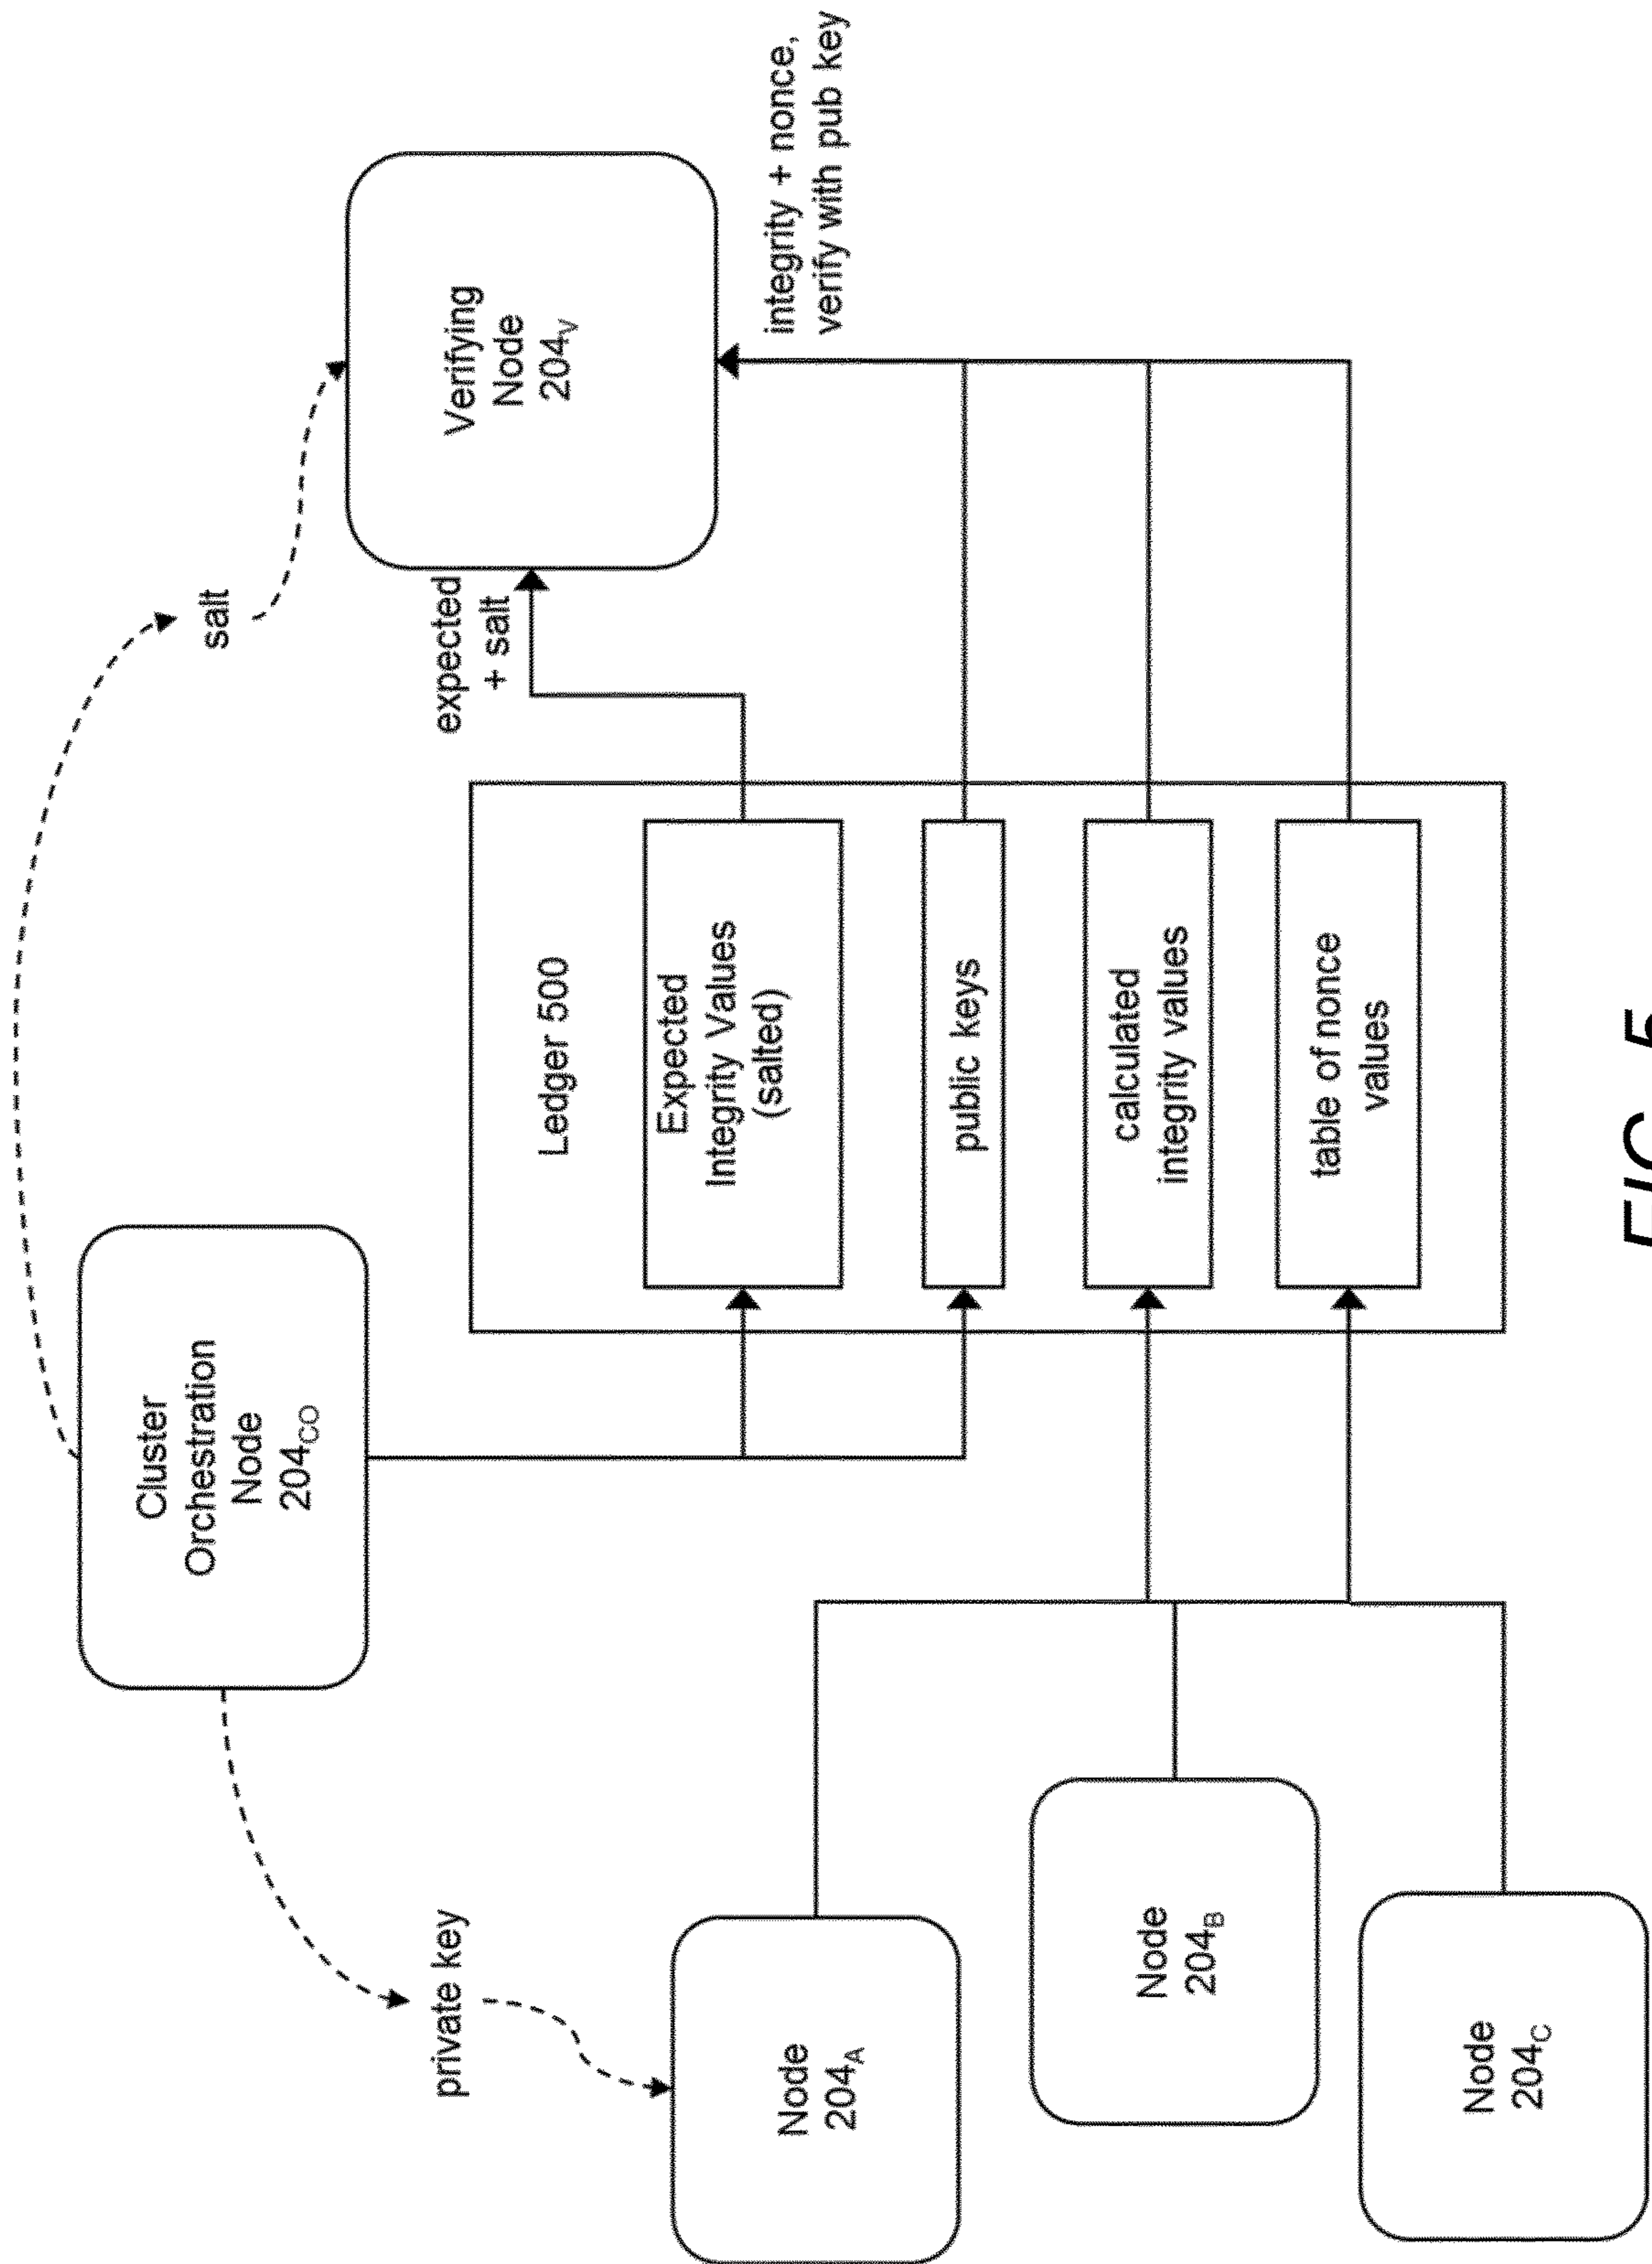 salt
Cluster
Orchestration
Node
204CO
private key
expected
+ salt
Verifying
Node
204V
integrity + nonce,
verify with pub key
Ledger 500
Expected
Integrity Values
(salted)
public keys
calculated
integrity values
table of nonce
values
Node
204A
Node
204B
Node
204C
FIG. 5